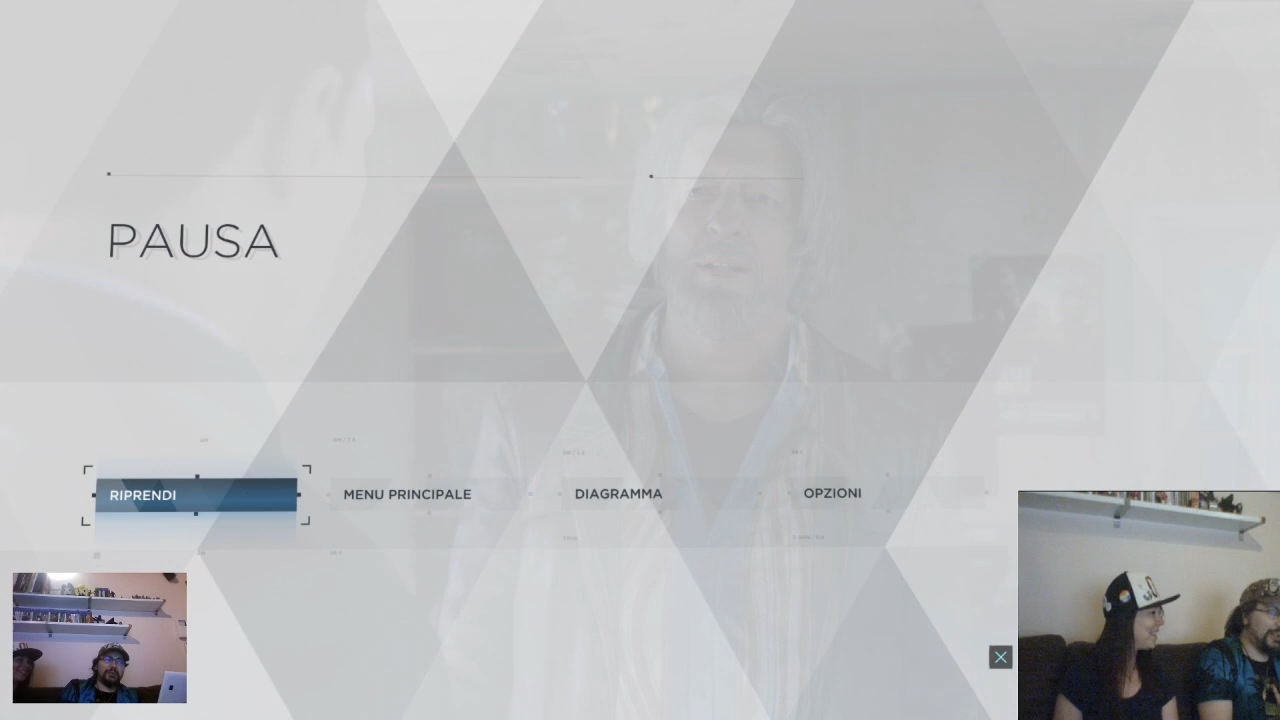 PAUSA
RIPRENDI
MENU PRINCIPALE
DIAGRAMMA
OPZIONI